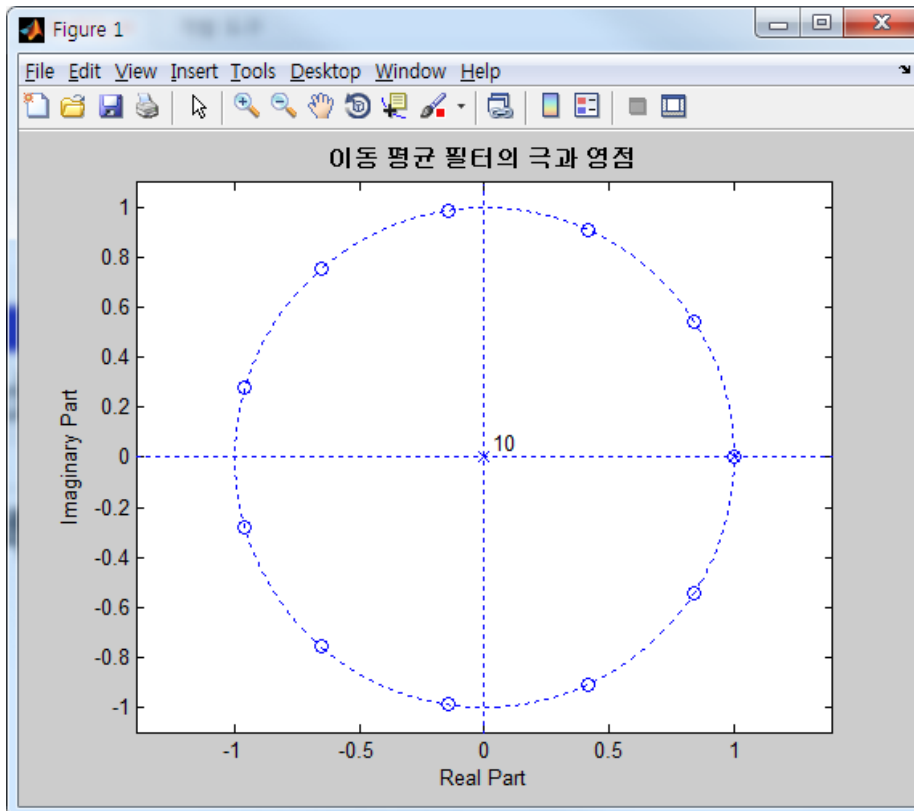 Figure 1
File Edit View Insert Tools Desktop Window Help
이동 평균 필터의 극과 영점
1
0.8
0.6
0.4
0.2
0
-0.2
-0.4
-0.6
-0.8
-1
Imaginary Part
10
-1 -0.5 0 0.5 1
Real Part